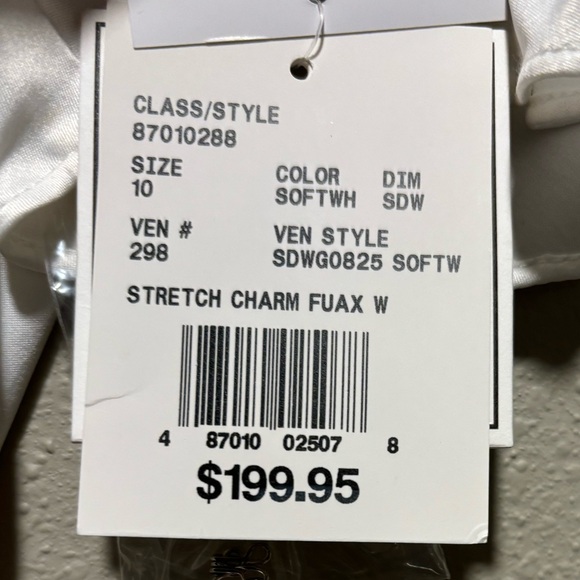 CLASS/STYLE
87010288
SIZE COLOR DIM
10 SOFTWH SDW
VEN # VEN STYLE
298 SDWG0825 SOFTW
STRETCH CHARM FUAX W
4 87010 02507 8
$199.95